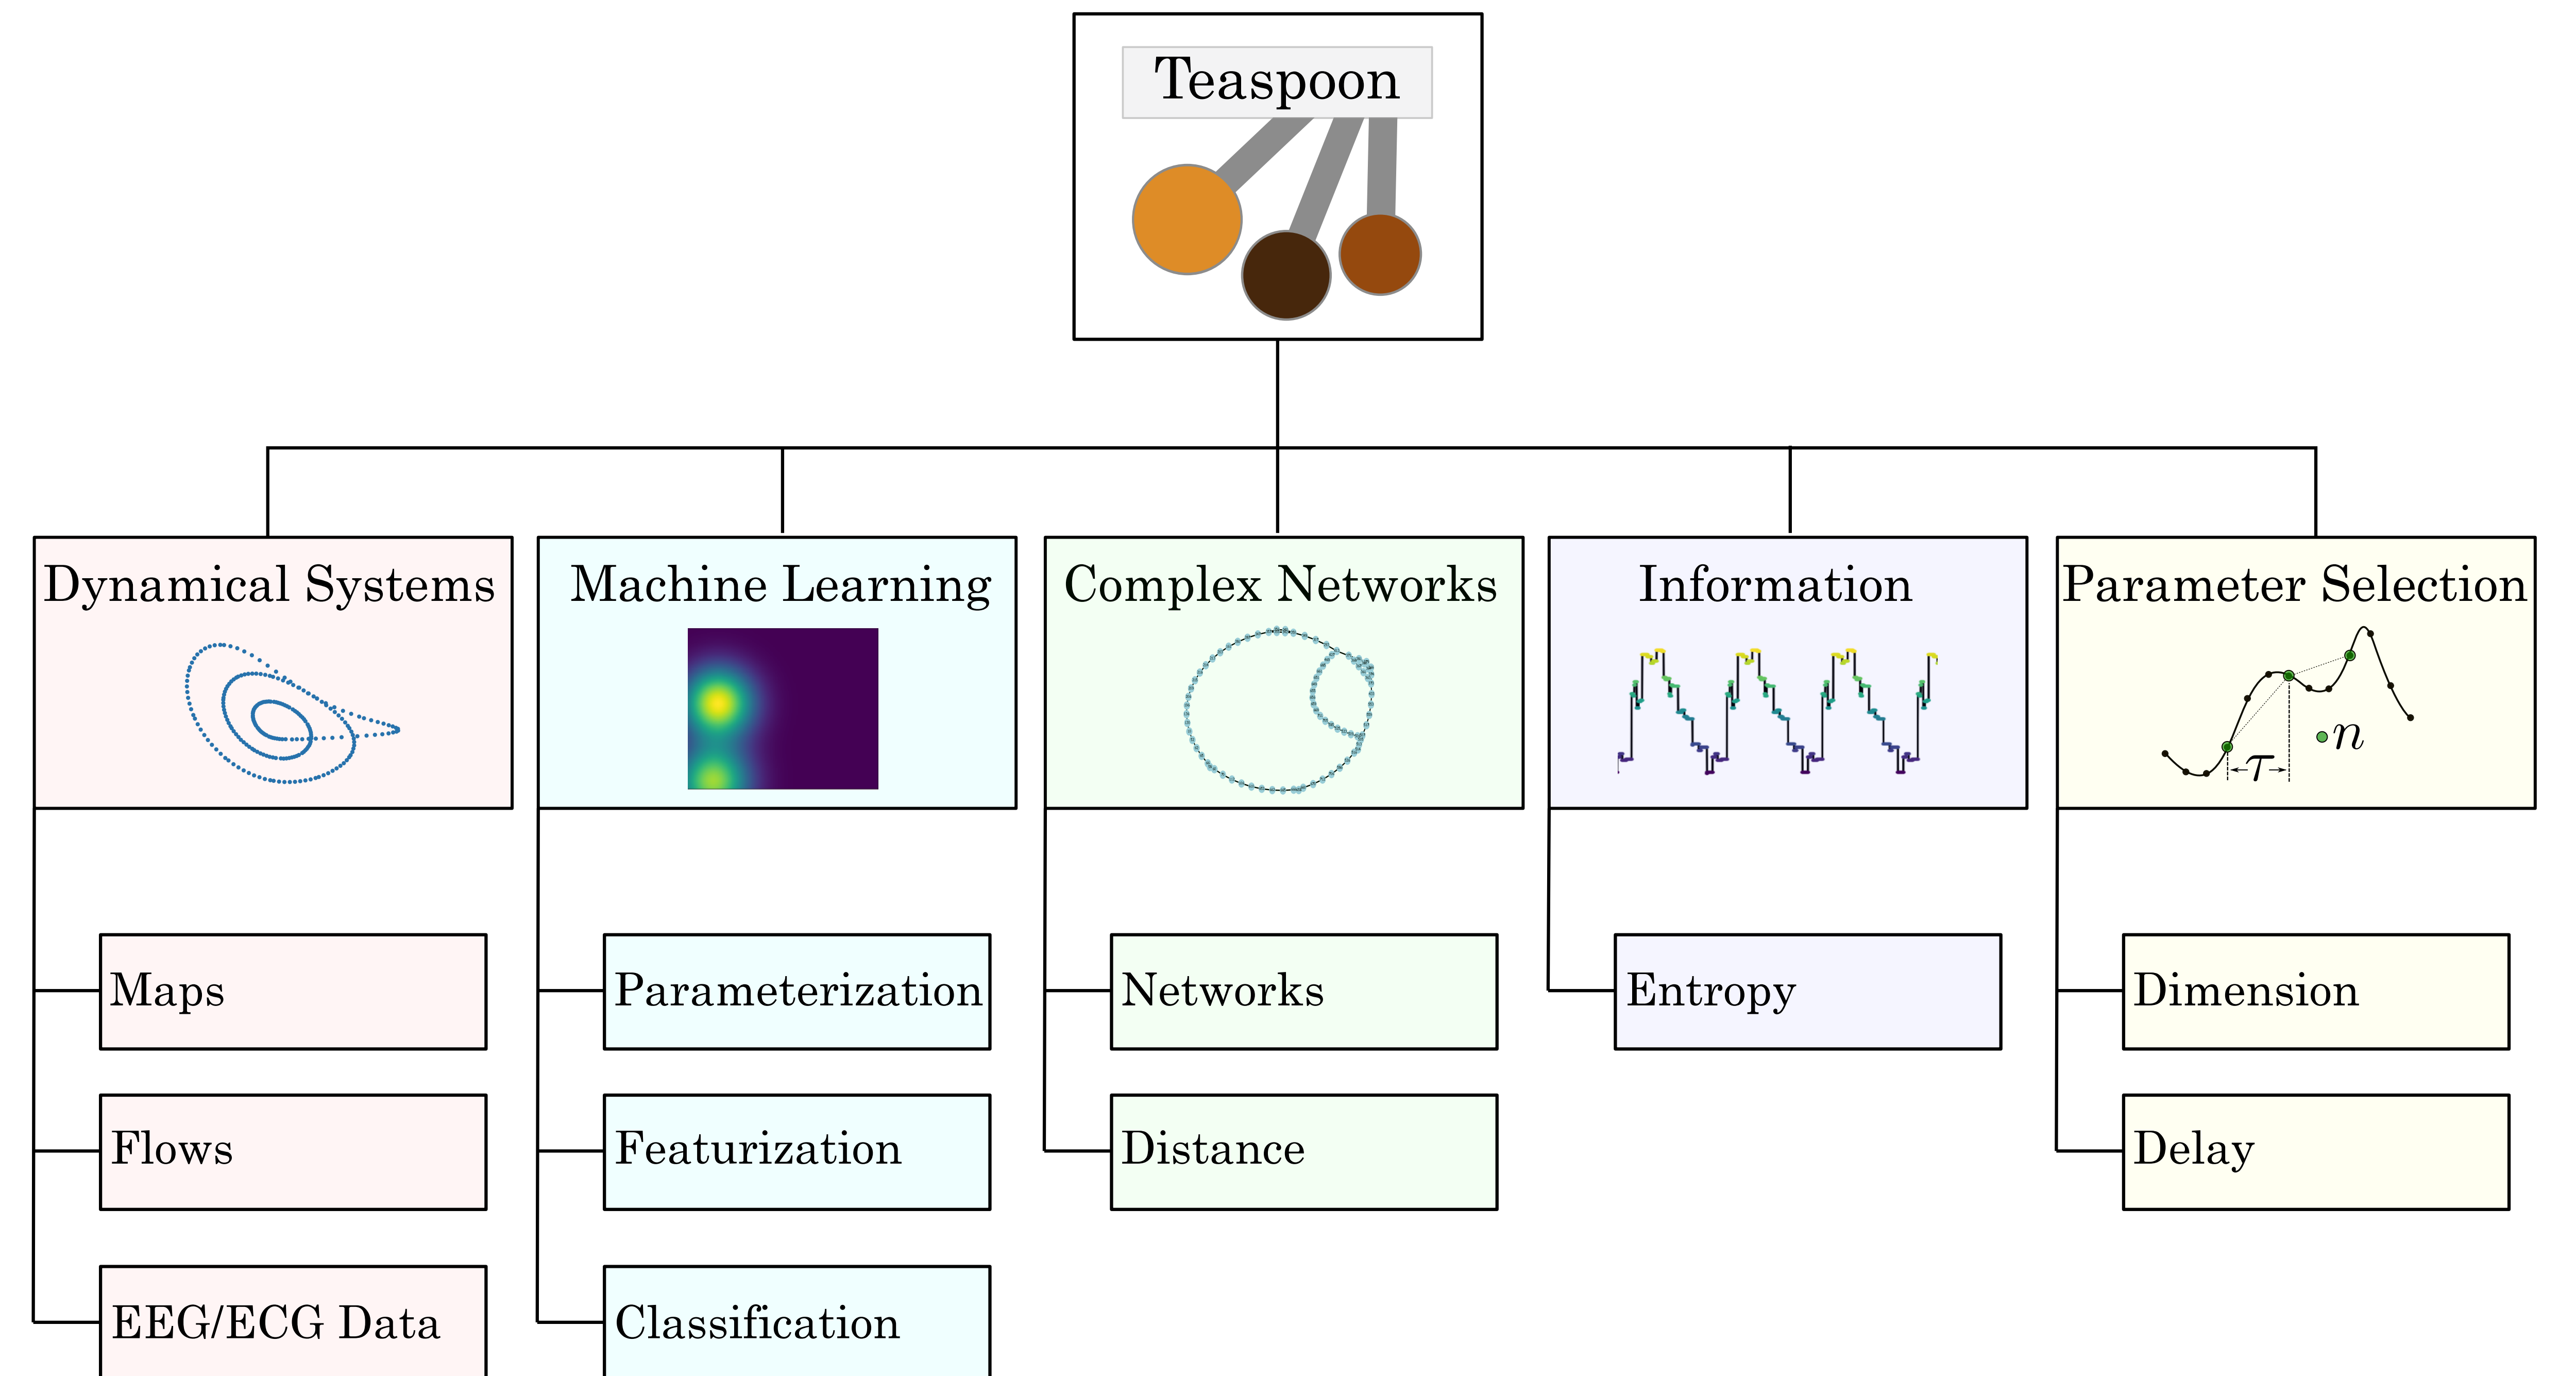 Teaspoon
Dynamical Systems
Machine Learning
Complex Networks
Information
Parameter Selection
n
τ
Maps
Parameterization
Networks
Entropy
Dimension
Flows
Featurization
Distance
Delay
EEG/ECG Data
Classification